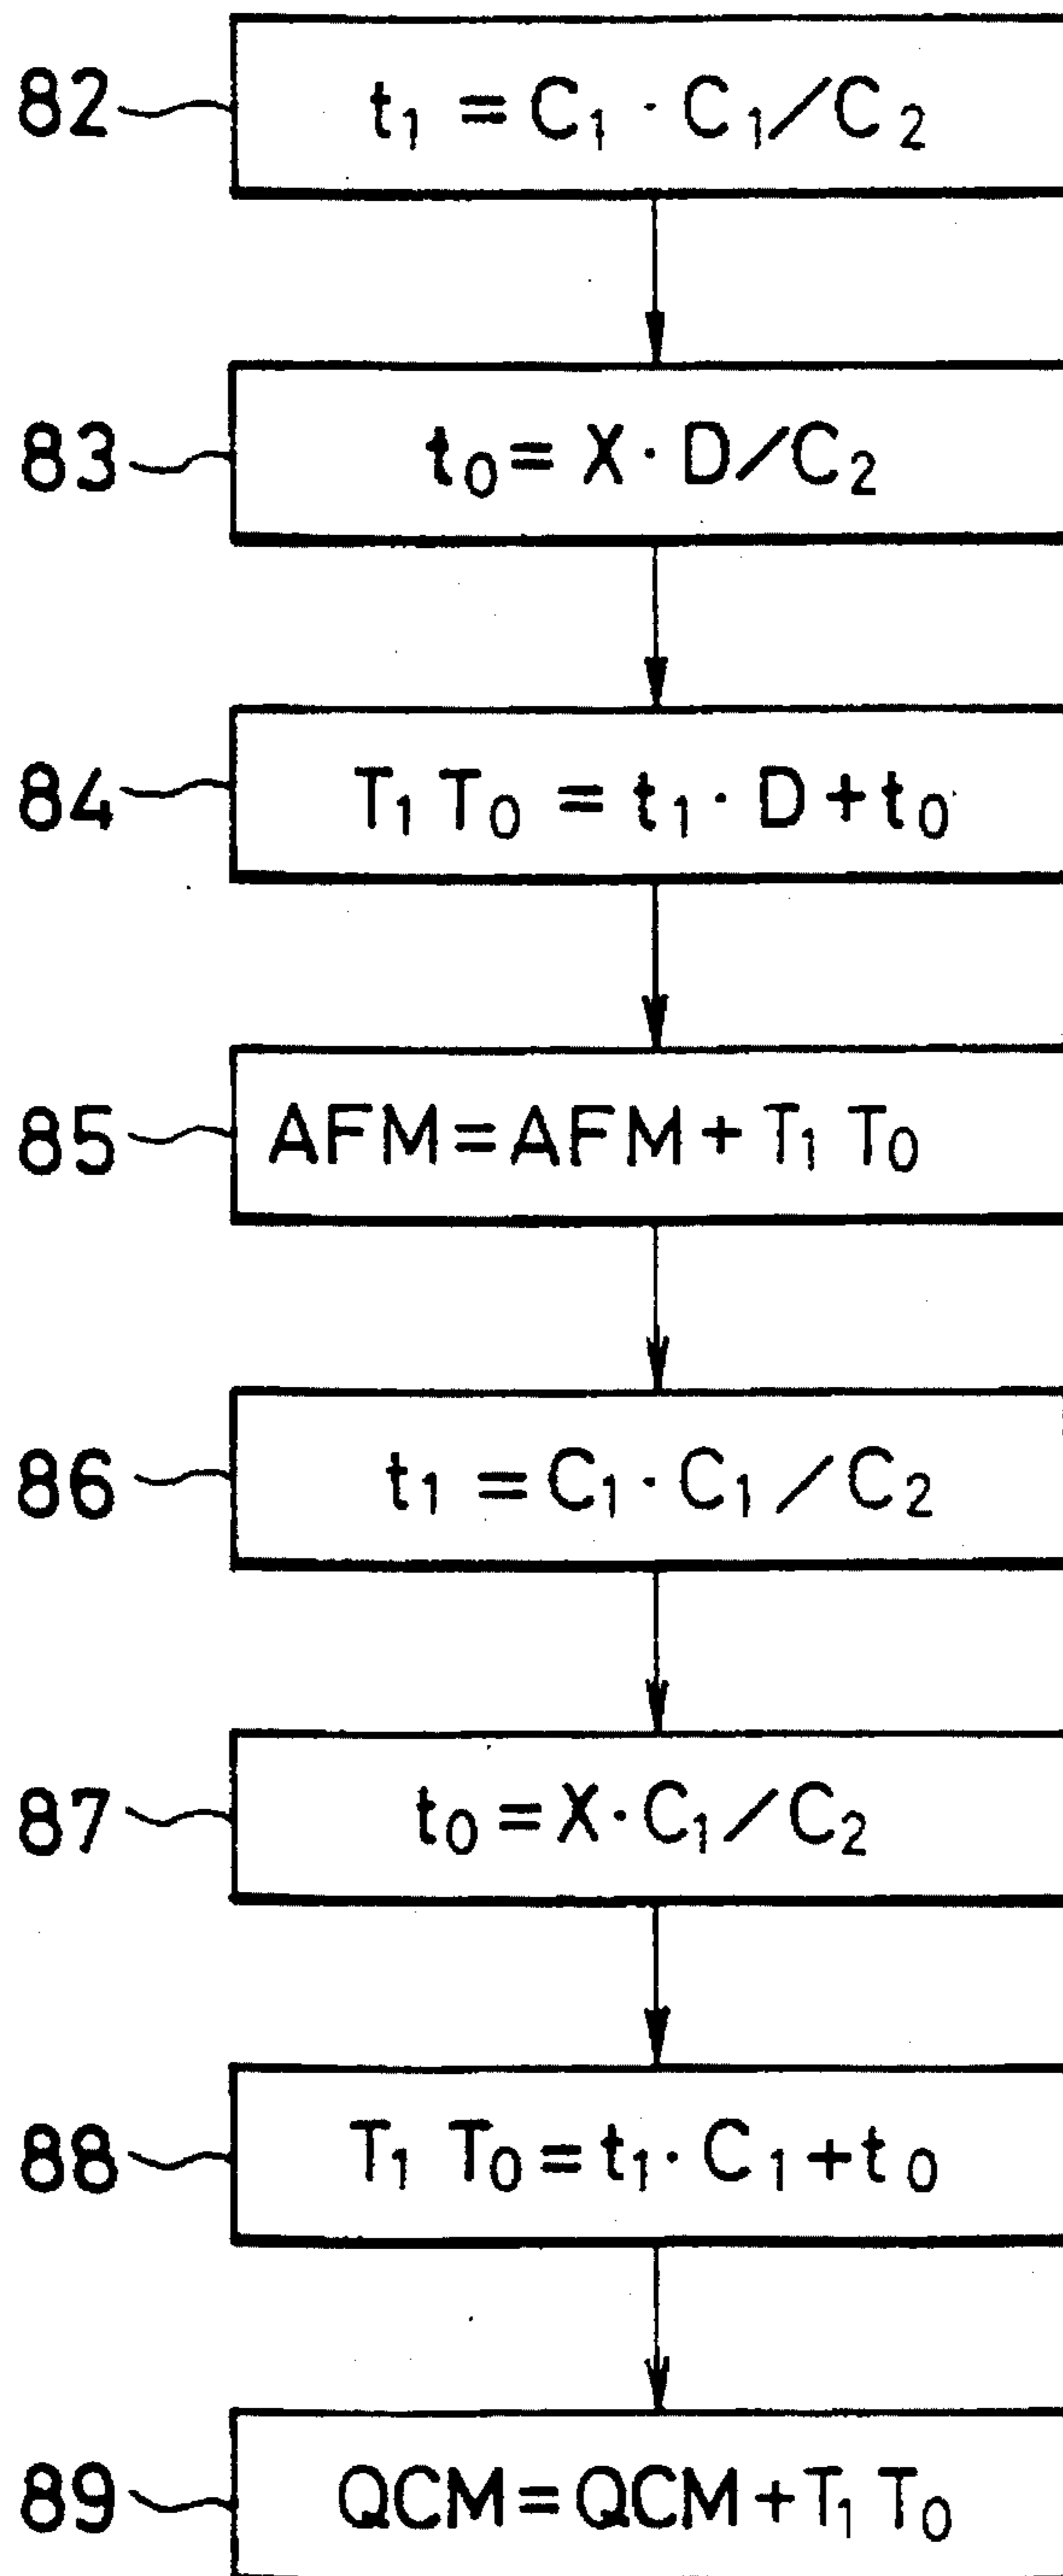 82 t₁ = C₁ · C₁/C₂
83 t₀ = X · D/C₂
84 T₁ T₀ = t₁ · D + t₀
85 AFM = AFM + T₁ T₀
86 t₁ = C₁ · C₁/C₂
87 t₀ = X · C₁/C₂
88 T₁ T₀ = t₁ · C₁ + t₀
89 QCM = QCM + T₁ T₀